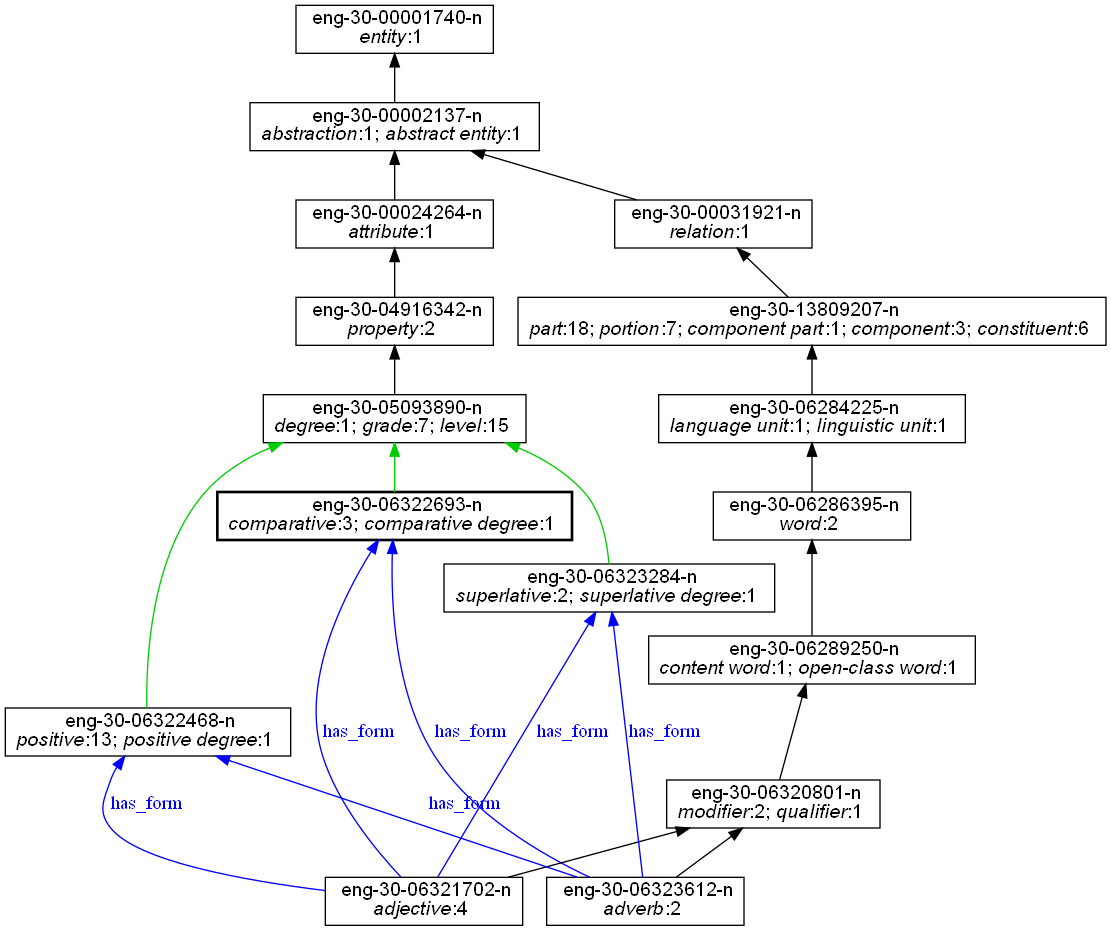 eng-30-00001740-n
entity:1
eng-30-00002137-n
abstraction:1; abstract entity:1
eng-30-00024264-n
attribute:1
eng-30-00031921-n
relation:1
eng-30-04916342-n
property:2
eng-30-13809207-n
part:18; portion:7; component part:1; component:3; constituent:6
eng-30-05093890-n
degree:1; grade:7; level:15
eng-30-06284225-n
language unit:1; linguistic unit:1
eng-30-06322693-n
comparative:3; comparative degree:1
eng-30-06286395-n
word:2
eng-30-06323284-n
superlative:2; superlative degree:1
eng-30-06289250-n
content word:1; open-class word:1
eng-30-06322468-n
positive:13; positive degree:1
has_form
has_form
has_form
has_form
has_form
has_form
eng-30-06320801-n
modifier:2; qualifier:1
eng-30-06321702-n
adjective:4
eng-30-06323612-n
adverb:2